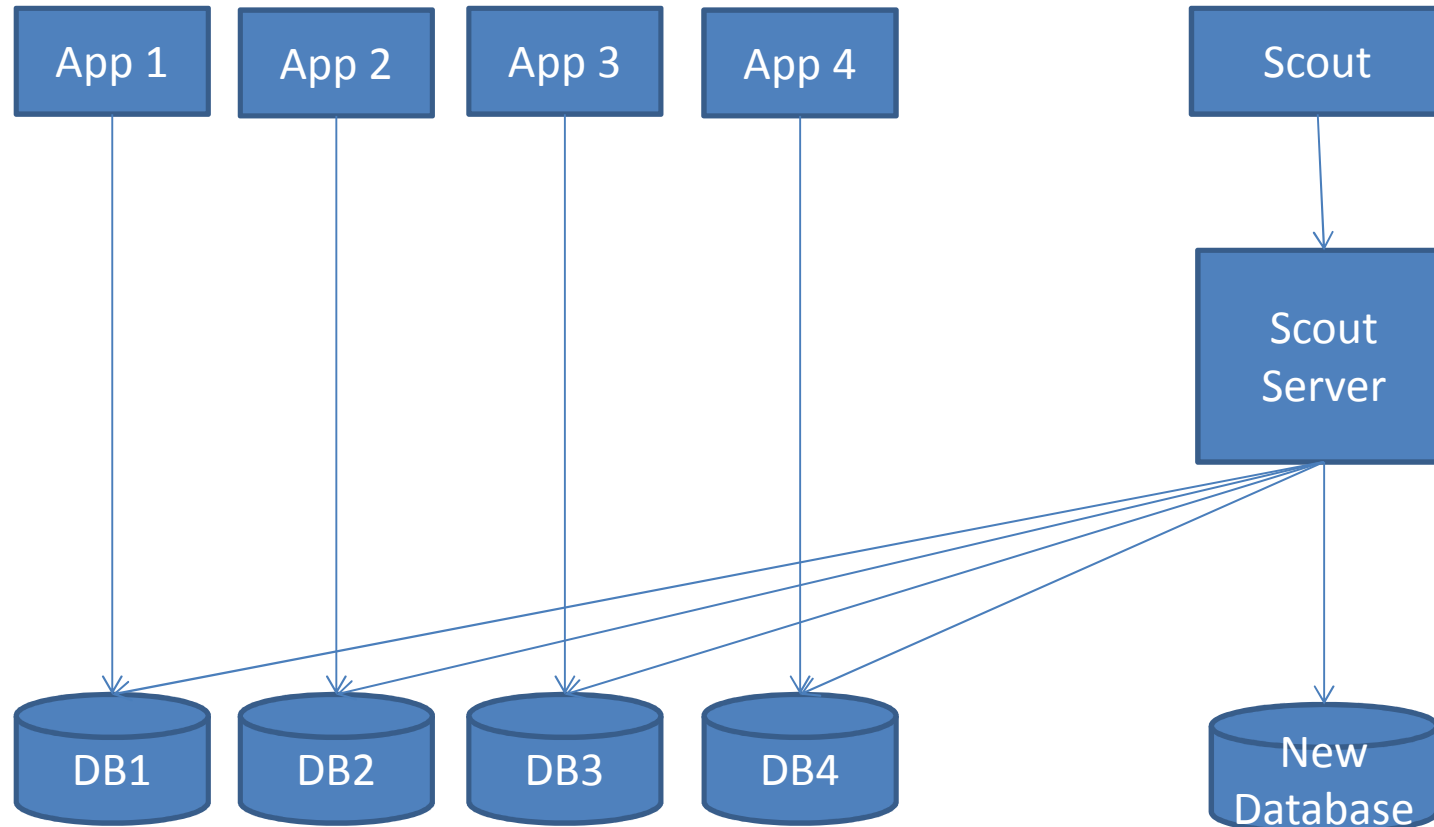 App 1
App 2
App 3
App 4
Scout
Scout
Server
DB1
DB2
DB3
DB4
New
Database